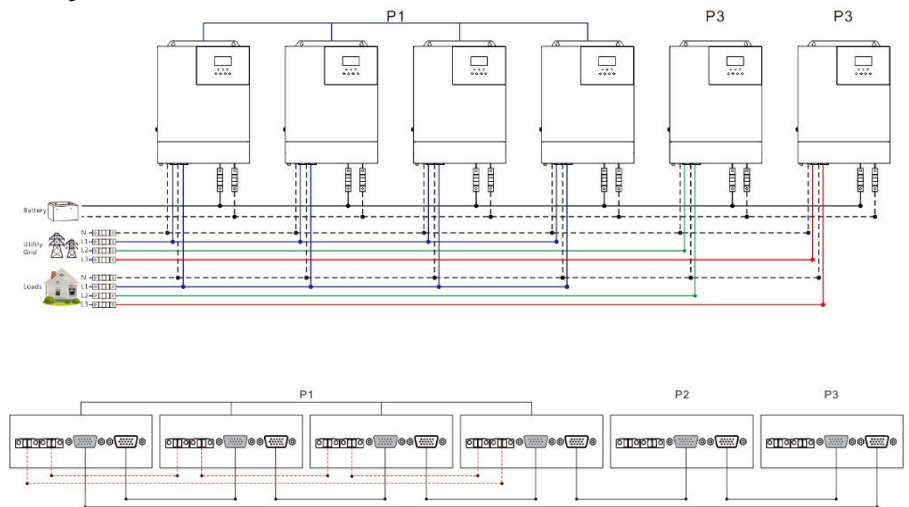 P1 P3 P3
Battery
N
L1
Utility
Grid
L2
L3
N
Loads
L1
L2
L3
P1 P2 P3